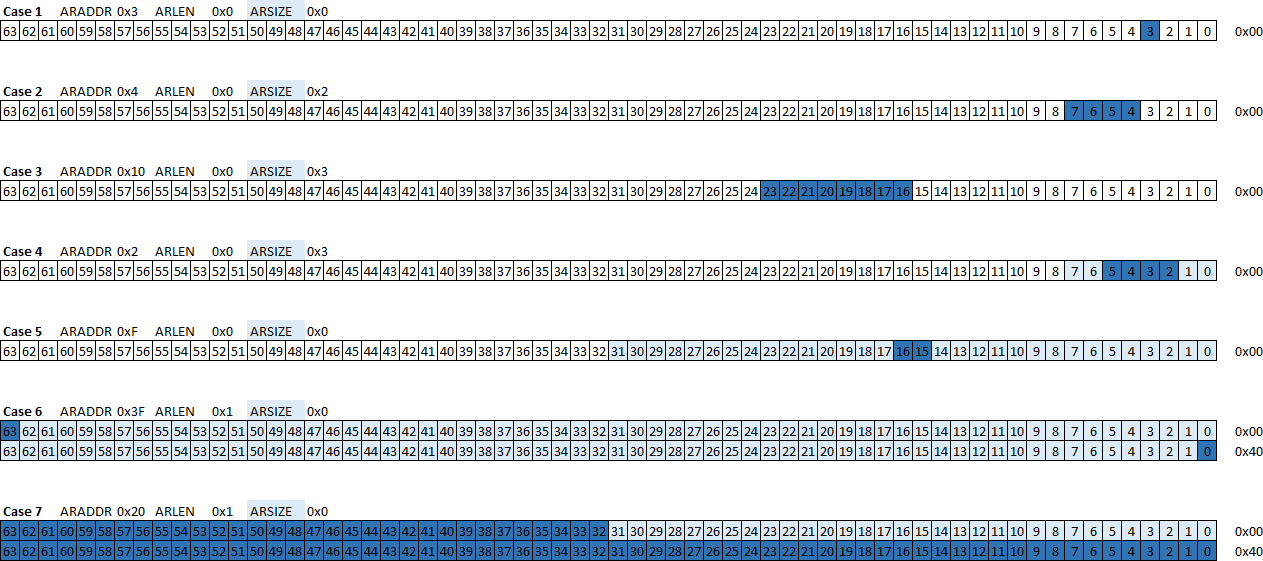 Case 1 ARADDR 0x3 ARLEN 0x0 ARSIZE 0x0
63 62 61 60 59 58 57 56 55 54 53 52 51 50 49 48 47 46 45 44 43 42 41 40 39 38 37 36 35 34 33 32 31 30 29 28 27 26 25 24 23 22 21 20 19 18 17 16 15 14 13 12 11 10 9 8 7 6 5 4 3 2 1 0 0x00
Case 2 ARADDR 0x4 ARLEN 0x0 ARSIZE 0x2
63 62 61 60 59 58 57 56 55 54 53 52 51 50 49 48 47 46 45 44 43 42 41 40 39 38 37 36 35 34 33 32 31 30 29 28 27 26 25 24 23 22 21 20 19 18 17 16 15 14 13 12 11 10 9 8 7 6 5 4 3 2 1 0 0x00
Case 3 ARADDR 0x10 ARLEN 0x0 ARSIZE 0x3
63 62 61 60 59 58 57 56 55 54 53 52 51 50 49 48 47 46 45 44 43 42 41 40 39 38 37 36 35 34 33 32 31 30 29 28 27 26 25 24 23 22 21 20 19 18 17 16 15 14 13 12 11 10 9 8 7 6 5 4 3 2 1 0 0x00
Case 4 ARADDR 0x2 ARLEN 0x0 ARSIZE 0x3
63 62 61 60 59 58 57 56 55 54 53 52 51 50 49 48 47 46 45 44 43 42 41 40 39 38 37 36 35 34 33 32 31 30 29 28 27 26 25 24 23 22 21 20 19 18 17 16 15 14 13 12 11 10 9 8 7 6 5 4 3 2 1 0 0x00
Case 5 ARADDR 0xF ARLEN 0x0 ARSIZE 0x0
63 62 61 60 59 58 57 56 55 54 53 52 51 50 49 48 47 46 45 44 43 42 41 40 39 38 37 36 35 34 33 32 31 30 29 28 27 26 25 24 23 22 21 20 19 18 17 16 15 14 13 12 11 10 9 8 7 6 5 4 3 2 1 0 0x00
Case 6 ARADDR 0x3F ARLEN 0x1 ARSIZE 0x0
63 62 61 60 59 58 57 56 55 54 53 52 51 50 49 48 47 46 45 44 43 42 41 40 39 38 37 36 35 34 33 32 31 30 29 28 27 26 25 24 23 22 21 20 19 18 17 16 15 14 13 12 11 10 9 8 7 6 5 4 3 2 1 0 0x00
63 62 61 60 59 58 57 56 55 54 53 52 51 50 49 48 47 46 45 44 43 42 41 40 39 38 37 36 35 34 33 32 31 30 29 28 27 26 25 24 23 22 21 20 19 18 17 16 15 14 13 12 11 10 9 8 7 6 5 4 3 2 1 0 0x40
Case 7 ARADDR 0x20 ARLEN 0x1 ARSIZE 0x0
63 62 61 60 59 58 57 56 55 54 53 52 51 50 49 48 47 46 45 44 43 42 41 40 39 38 37 36 35 34 33 32 31 30 29 28 27 26 25 24 23 22 21 20 19 18 17 16 15 14 13 12 11 10 9 8 7 6 5 4 3 2 1 0 0x00
63 62 61 60 59 58 57 56 55 54 53 52 51 50 49 48 47 46 45 44 43 42 41 40 39 38 37 36 35 34 33 32 31 30 29 28 27 26 25 24 23 22 21 20 19 18 17 16 15 14 13 12 11 10 9 8 7 6 5 4 3 2 1 0 0x40